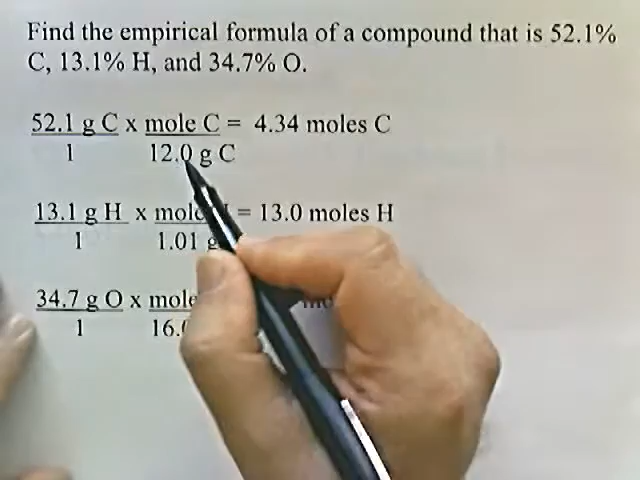 Find the empirical formula of a compound that is 52.1%
C, 13.1% H, and 34.7% O.
52.1 g C x mole C = 4.34 moles C
1 12.0 g C
13.1 g H x mole = 13.0 moles H
1 1.01 g
34.7 g O x mole
1 16.